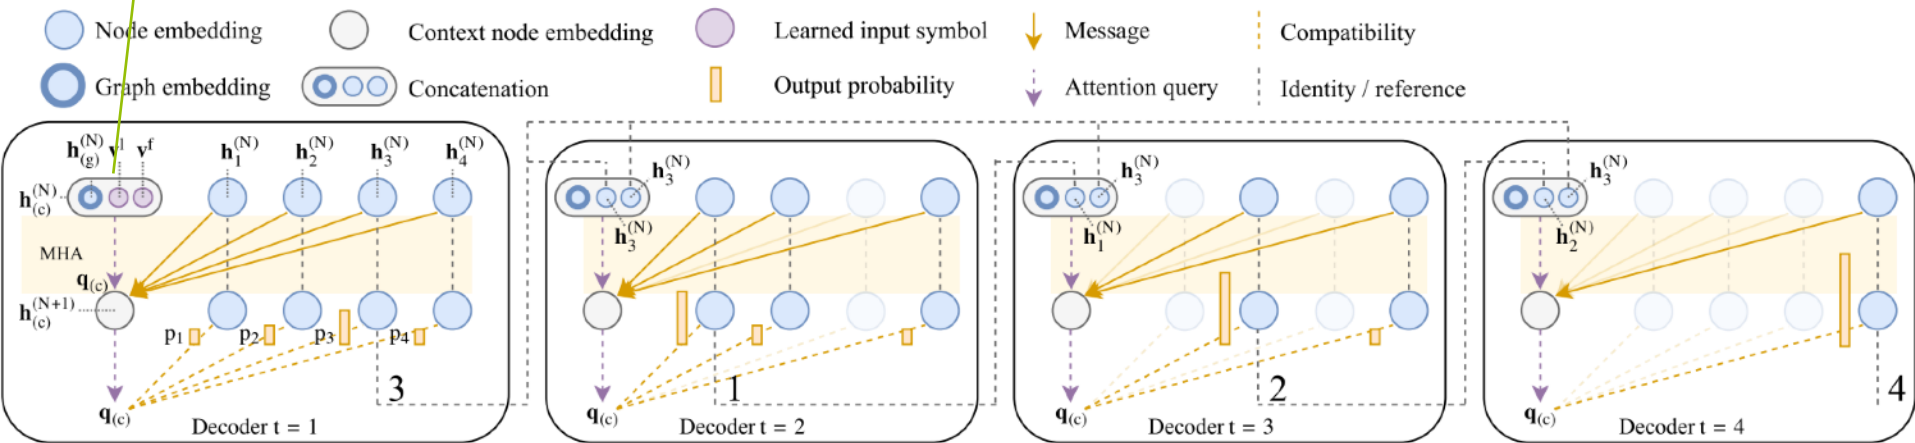 Node embedding Context node embedding Learned input symbol Message Compatibility
Graph embedding Concatenation Output probability Attention query Identity / reference
h(g)(N) vl vf h1(N) h2(N) h3(N) h4(N)
h(c)(N)
MHA
q(c)
h(c)(N+1)
p1 p2 p3 p4
3
q(c)
Decoder t = 1
h3(N)
h3(N)
1
q(c)
Decoder t = 2
h3(N)
h1(N)
2
q(c)
Decoder t = 3
h3(N)
h2(N)
4
q(c)
Decoder t = 4